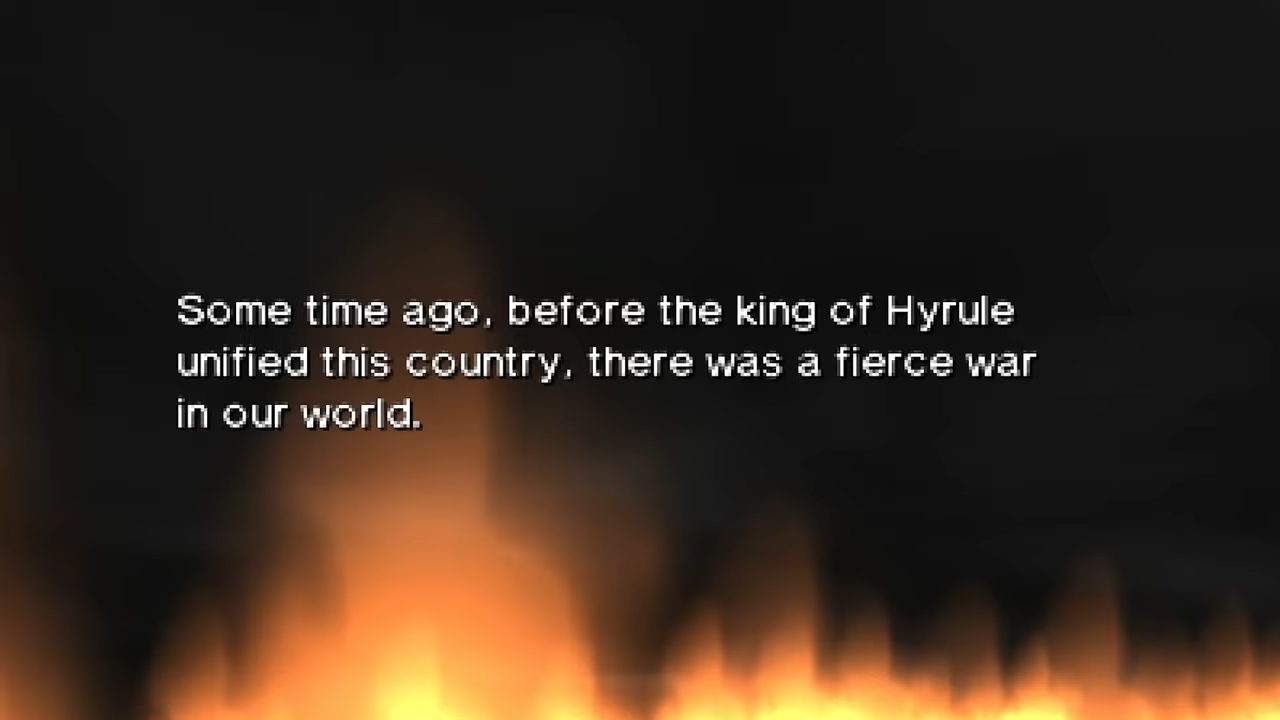 Some time ago, before the king of Hyrule
unified this country, there was a fierce war
in our world.